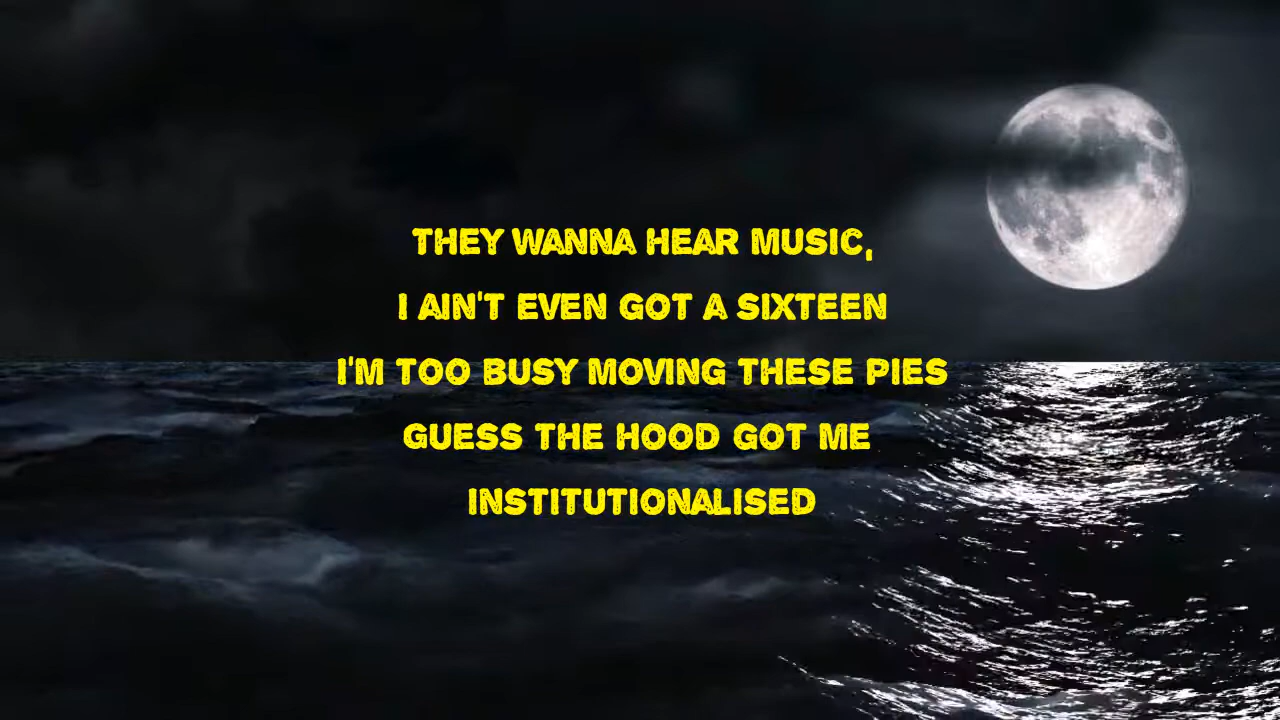 THEY WANNA HEAR MUSIC,
I AIN'T EVEN GOT A SIXTEEN
I'M TOO BUSY MOVING THESE PIES
GUESS THE HOOD GOT ME
INSTITUTIONALISED